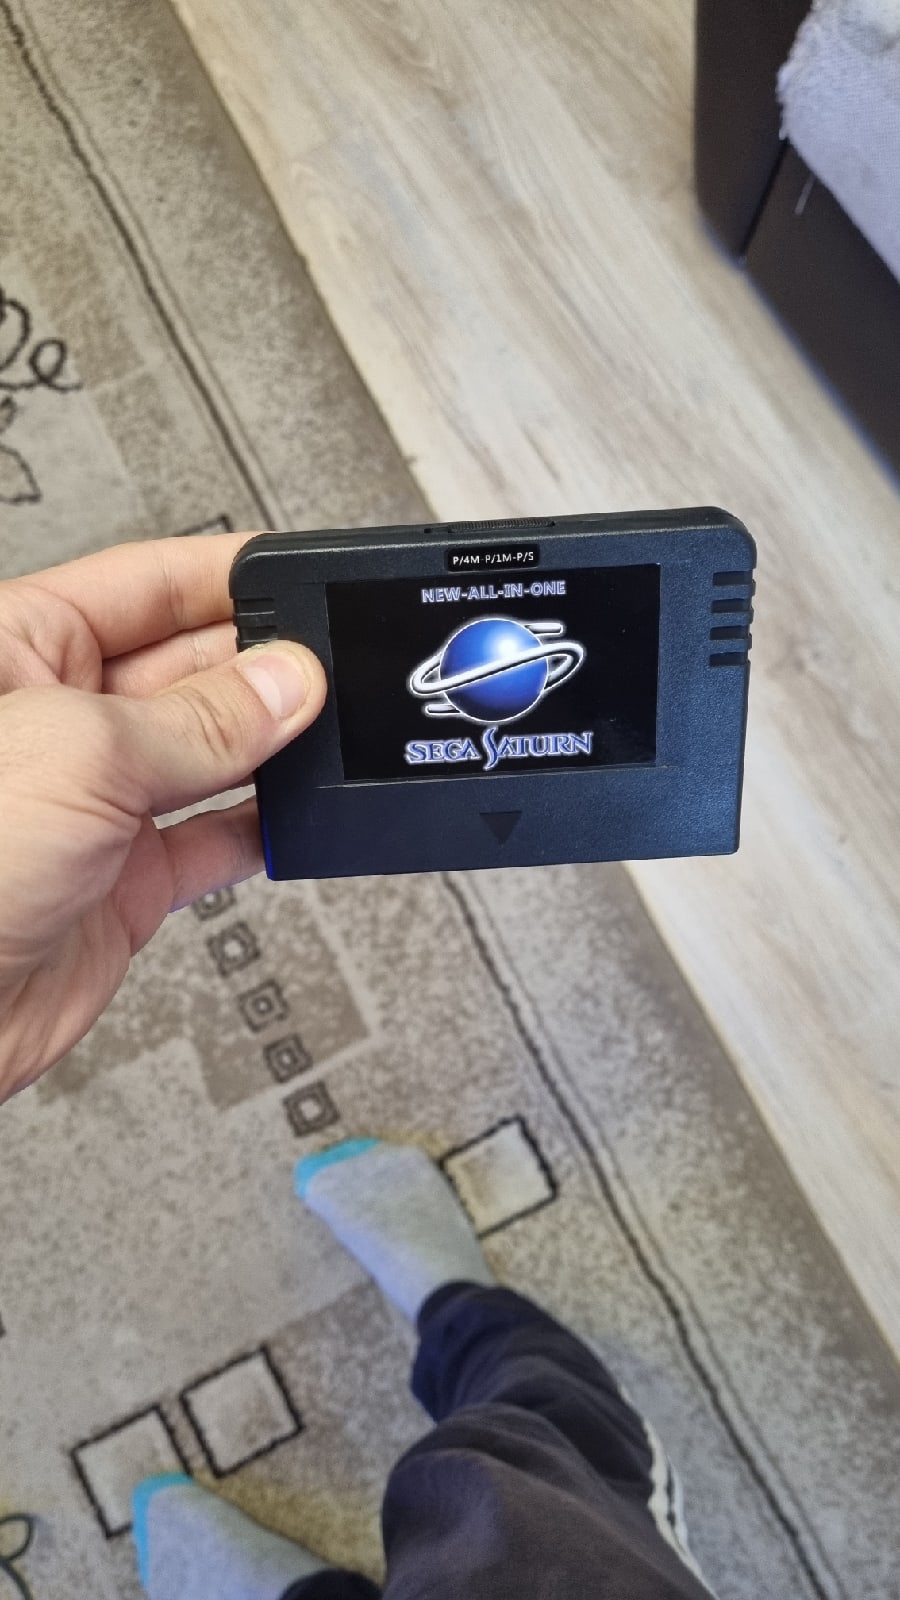 P/4M-P/1M-P/S
NEW-ALL-IN-ONE
SEGA SATURN